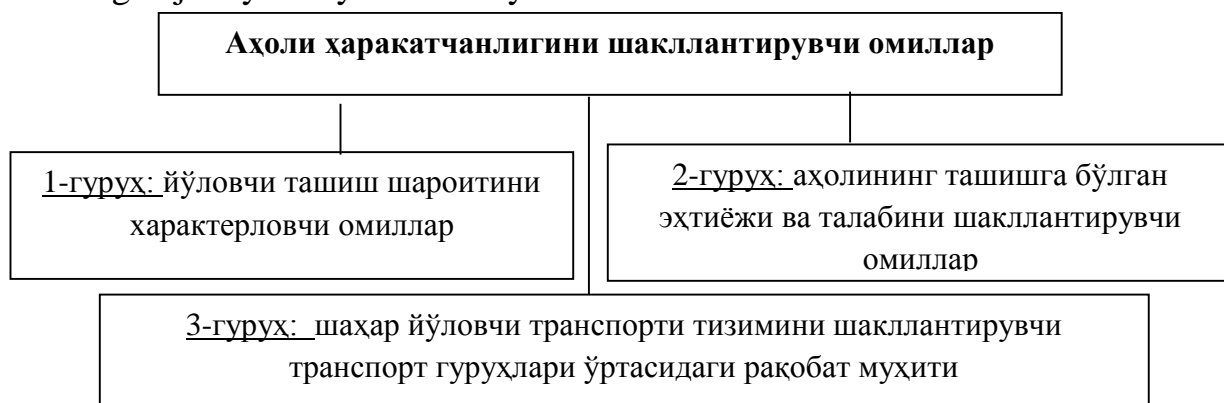 Аҳоли ҳаракатчанлигини шакллантирувчи омиллар
1-гуруҳ: йўловчи ташиш шароитини
характерловчи омиллар
2-гуруҳ: аҳолининг ташишга бўлган
эҳтиёжи ва талабини шакллантирувчи
омиллар
3-гуруҳ: шаҳар йўловчи транспорти тизимини шакллантирувчи
транспорт гуруҳлари ўртасидаги рақобат муҳити